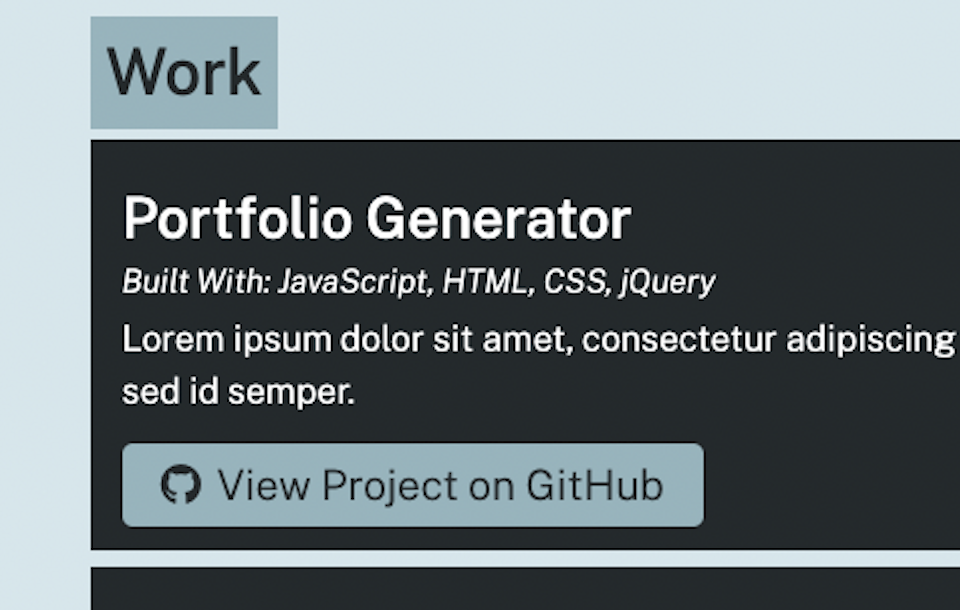 Work
Portfolio Generator
Built With: JavaScript, HTML, CSS, jQuery
Lorem ipsum dolor sit amet, consectetur adipiscing
sed id semper.
View Project on GitHub